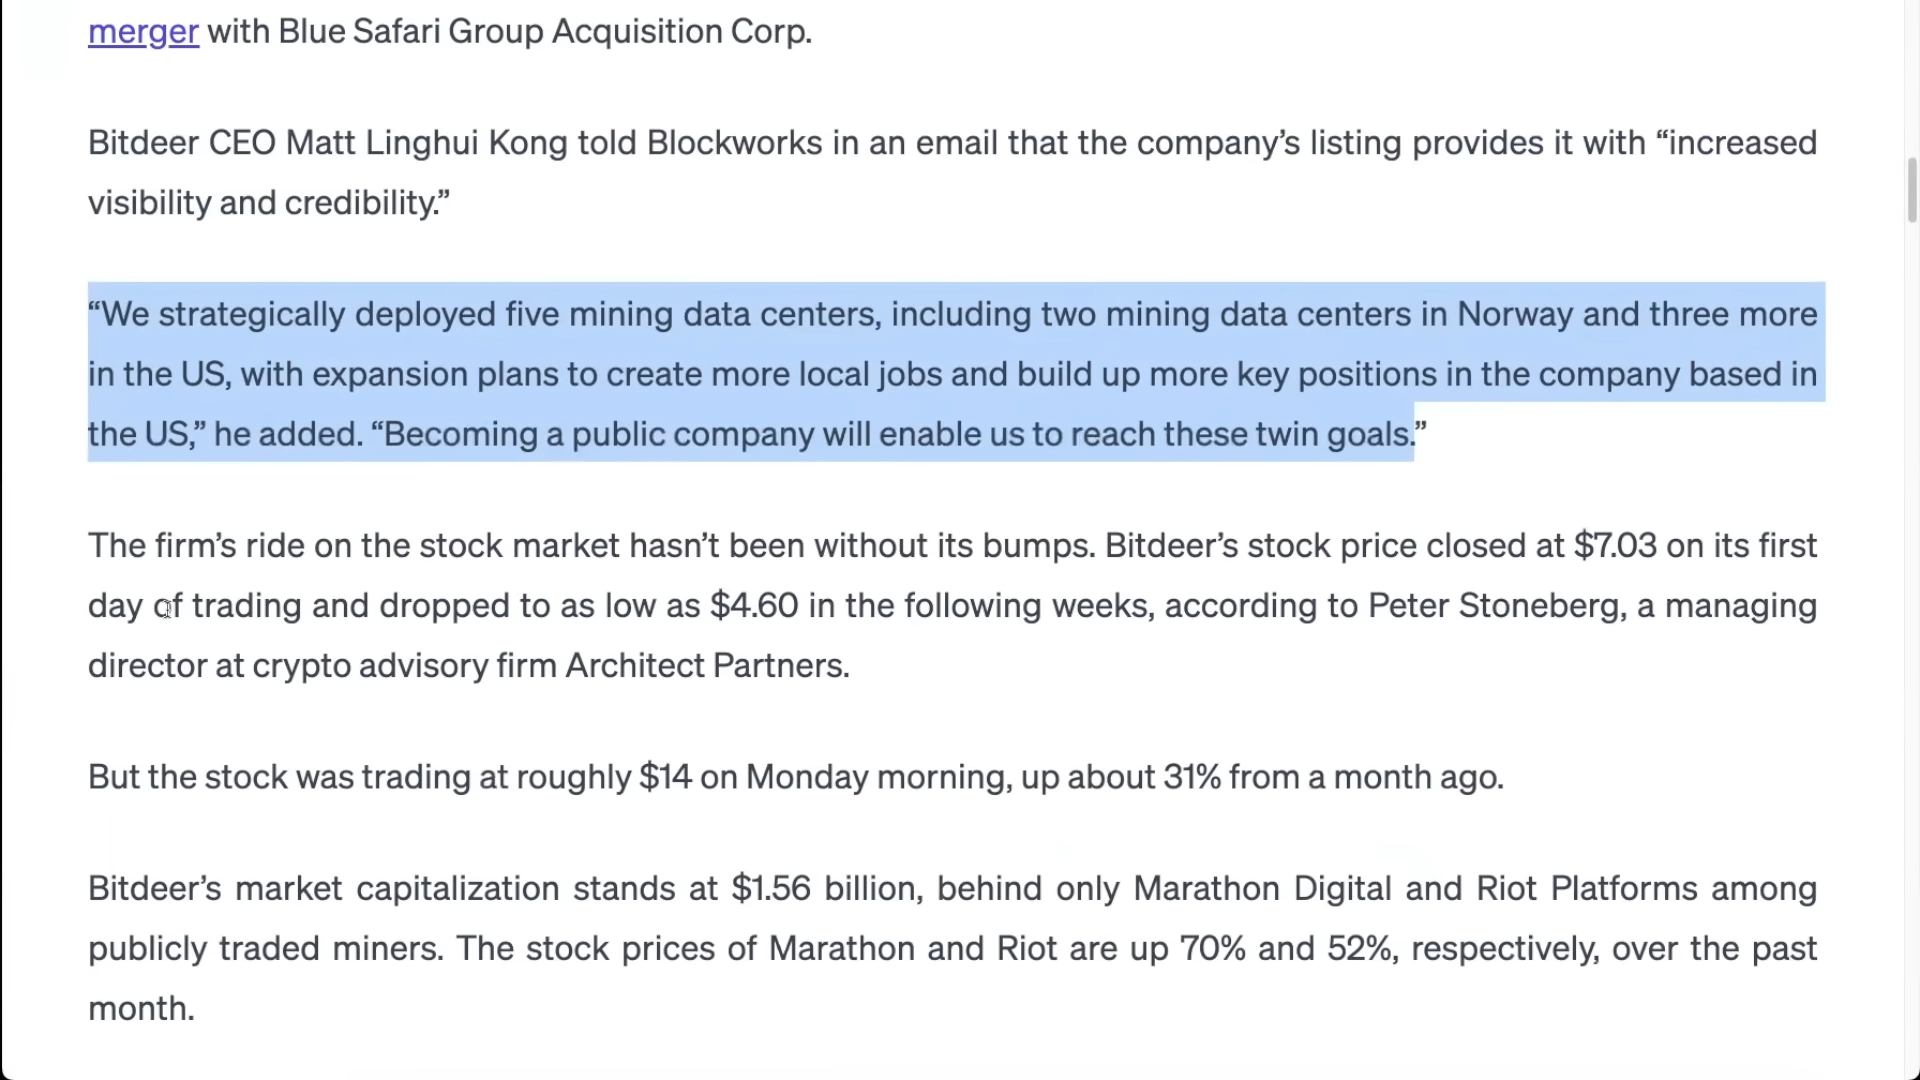 merger with Blue Safari Group Acquisition Corp.
Bitdeer CEO Matt Linghui Kong told Blockworks in an email that the company’s listing provides it with “increased
visibility and credibility.”
“We strategically deployed five mining data centers, including two mining data centers in Norway and three more
in the US, with expansion plans to create more local jobs and build up more key positions in the company based in
the US,” he added. “Becoming a public company will enable us to reach these twin goals.”
The firm’s ride on the stock market hasn’t been without its bumps. Bitdeer’s stock price closed at $7.03 on its first
day of trading and dropped to as low as $4.60 in the following weeks, according to Peter Stoneberg, a managing
director at crypto advisory firm Architect Partners.
But the stock was trading at roughly $14 on Monday morning, up about 31% from a month ago.
Bitdeer’s market capitalization stands at $1.56 billion, behind only Marathon Digital and Riot Platforms among
publicly traded miners. The stock prices of Marathon and Riot are up 70% and 52%, respectively, over the past
month.